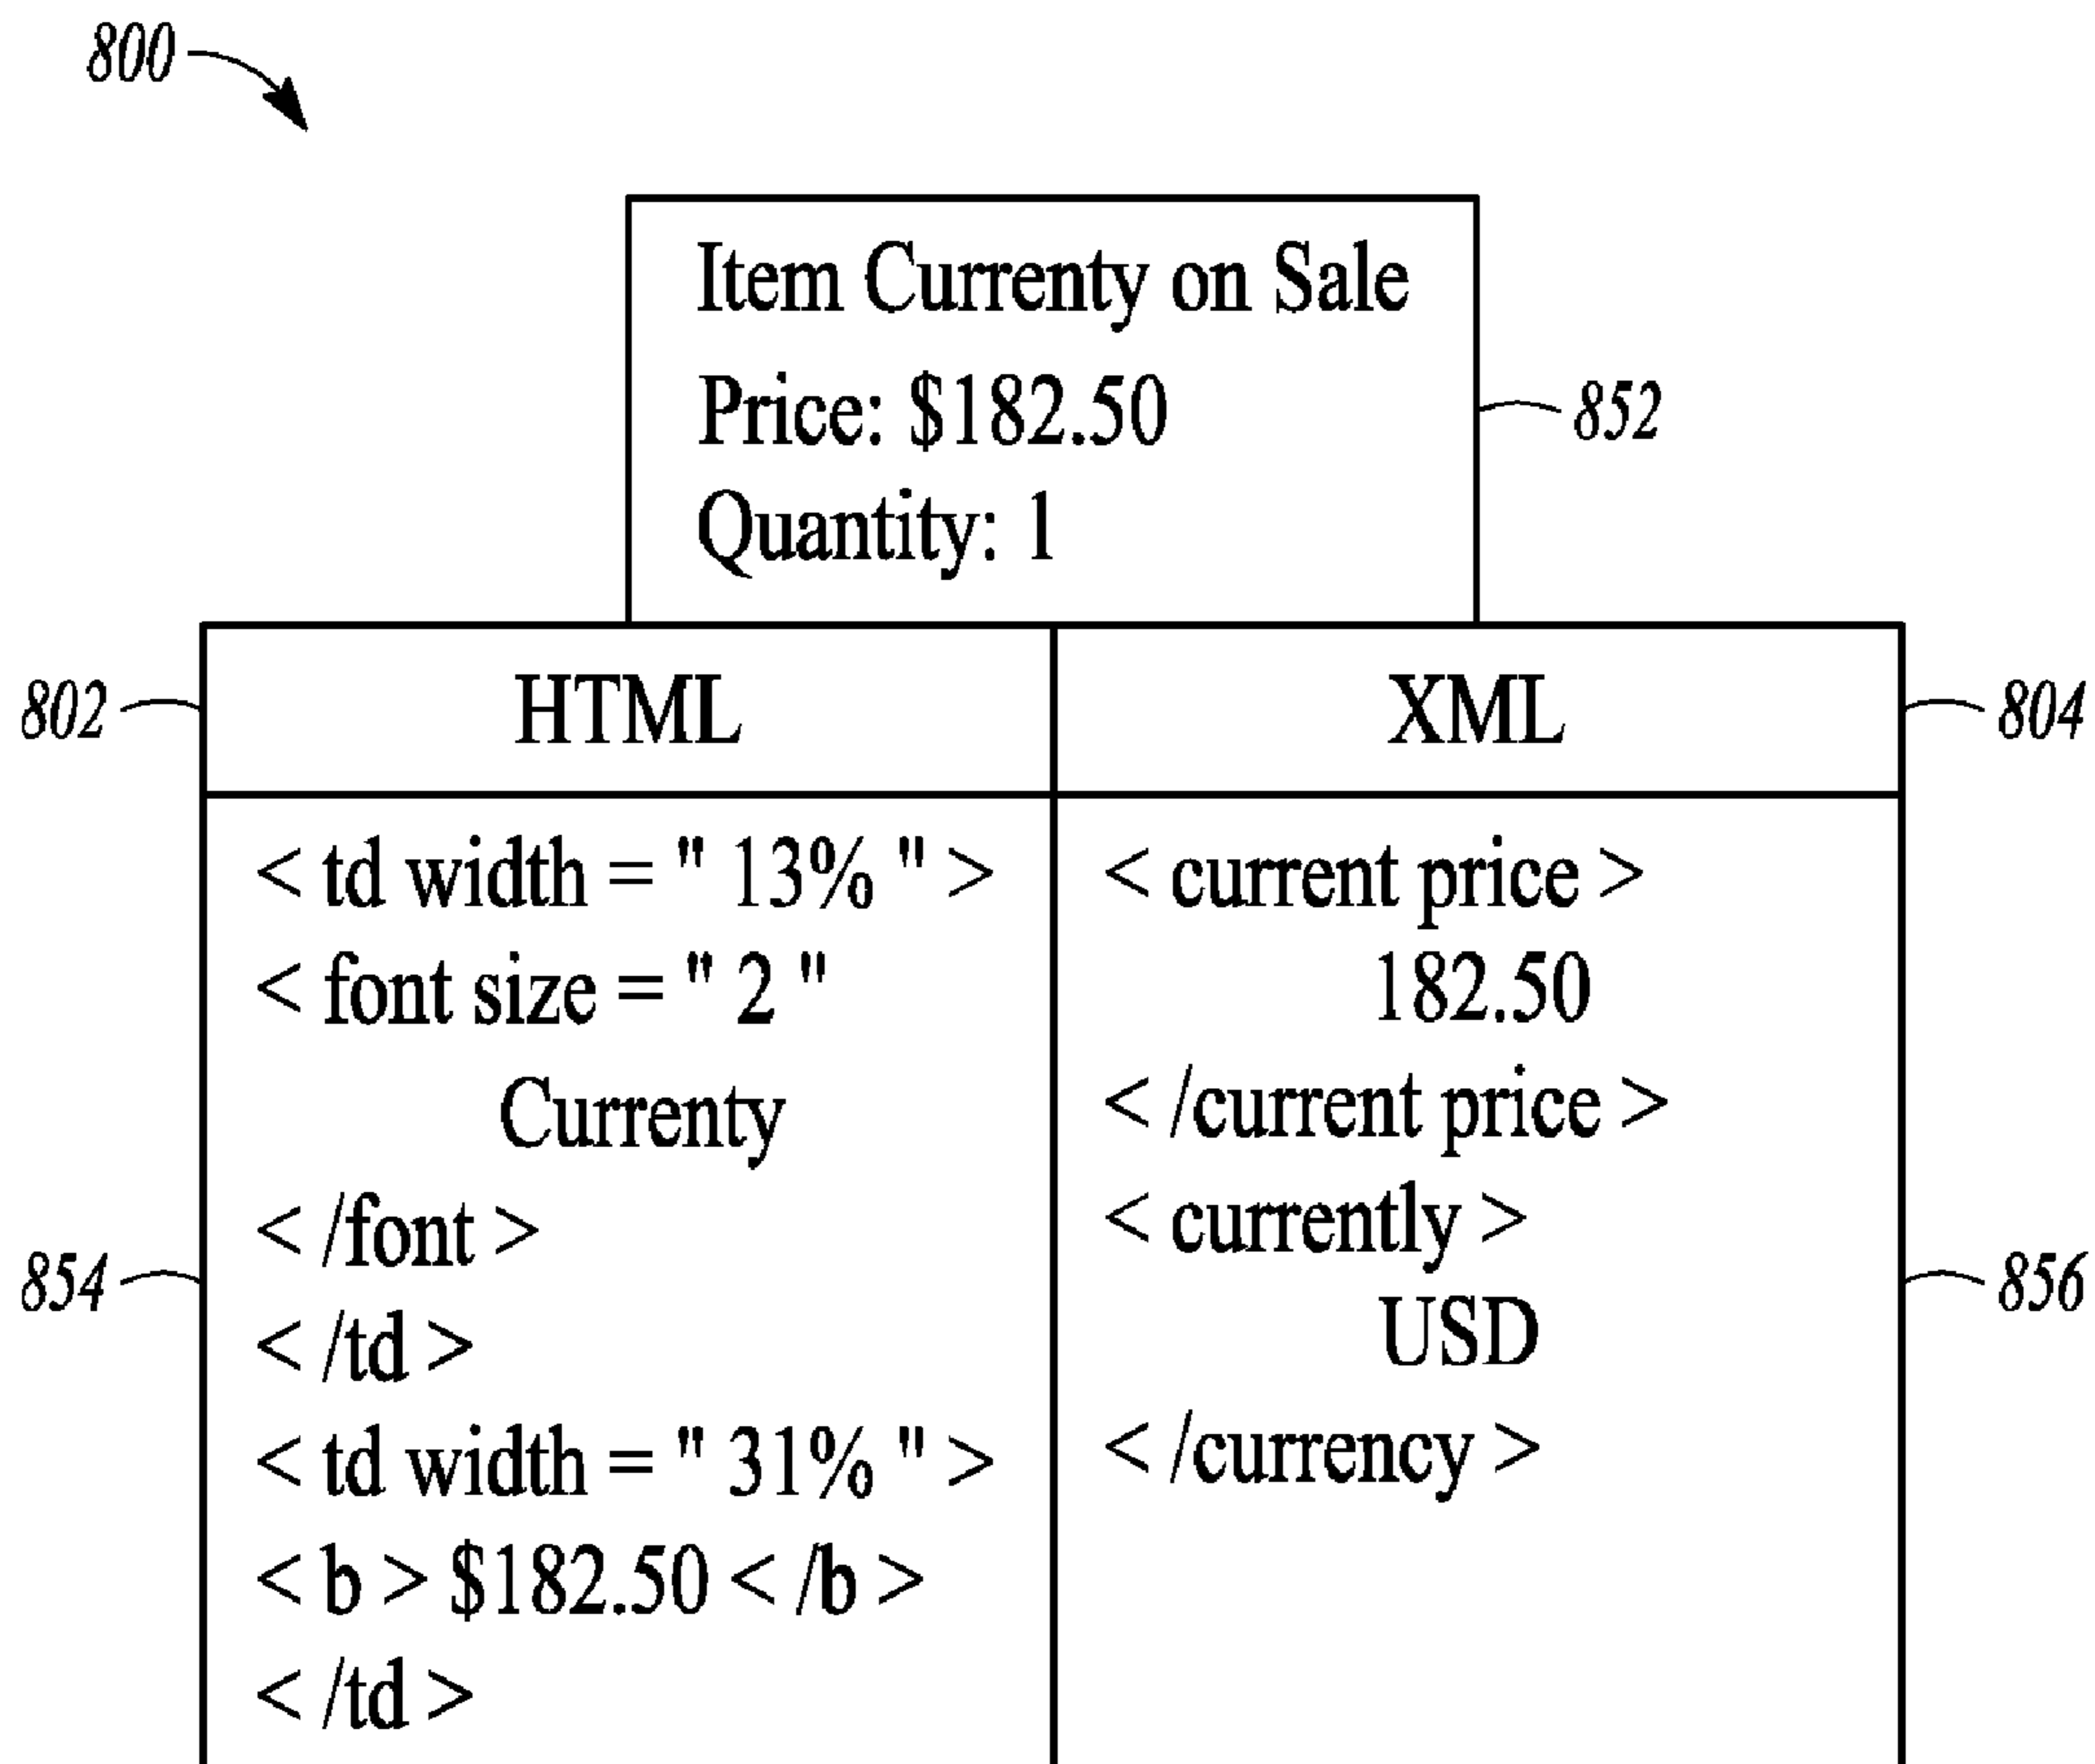 800
Item Currenty on Sale
Price: $182.50
852
Quantity: 1
802
HTML
XML
804
< td width = " 13% " >
< font size = " 2 "
Currenty
< /font >
854
< /td >
< td width = " 31% " >
< b > $182.50 < /b >
< /td >
< current price >
182.50
< /current price >
< currently >
856
USD
< /currency >